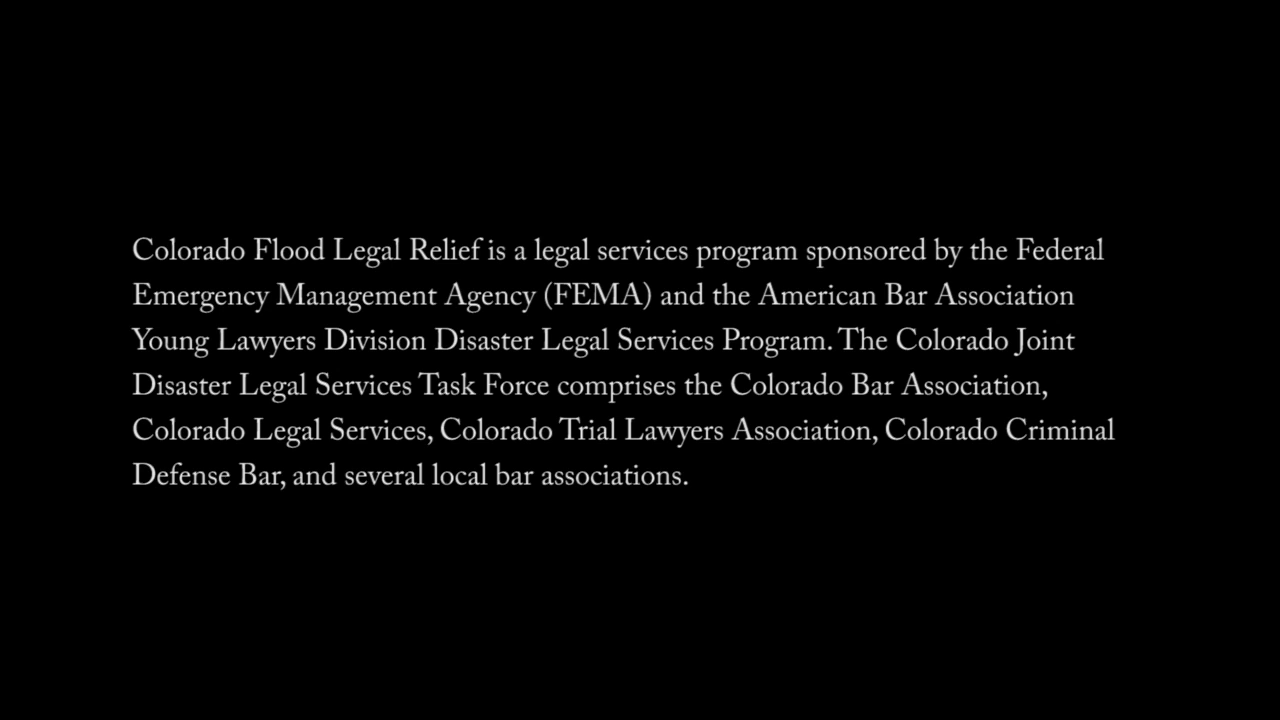 Colorado Flood Legal Relief is a legal services program sponsored by the Federal
Emergency Management Agency (FEMA) and the American Bar Association
Young Lawyers Division Disaster Legal Services Program. The Colorado Joint
Disaster Legal Services Task Force comprises the Colorado Bar Association,
Colorado Legal Services, Colorado Trial Lawyers Association, Colorado Criminal
Defense Bar, and several local bar associations.